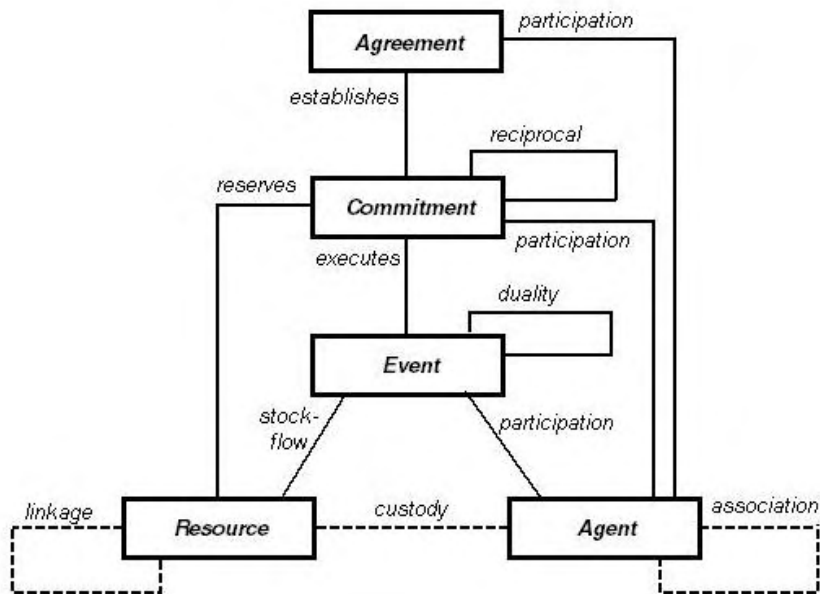 participation
Agreement
establishes
reciprocal
reserves
Commitment
participation
executes
duality
Event
stock-
flow
participation
linkage
custody
association
Resource
Agent